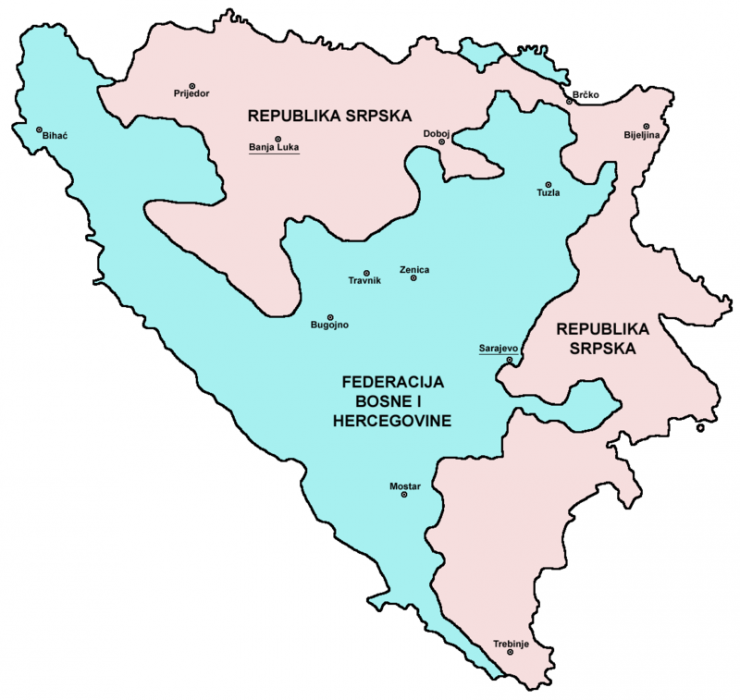 Prijedor
Brčko
REPUBLIKA SRPSKA
Bihać
Doboj
Bijeljina
Banja Luka
Tuzla
Zenica
Travnik
Bugojno
REPUBLIKA
SRPSKA
Sarajevo
FEDERACIJA
BOSNE I
HERCEGOVINE
Mostar
Trebinje